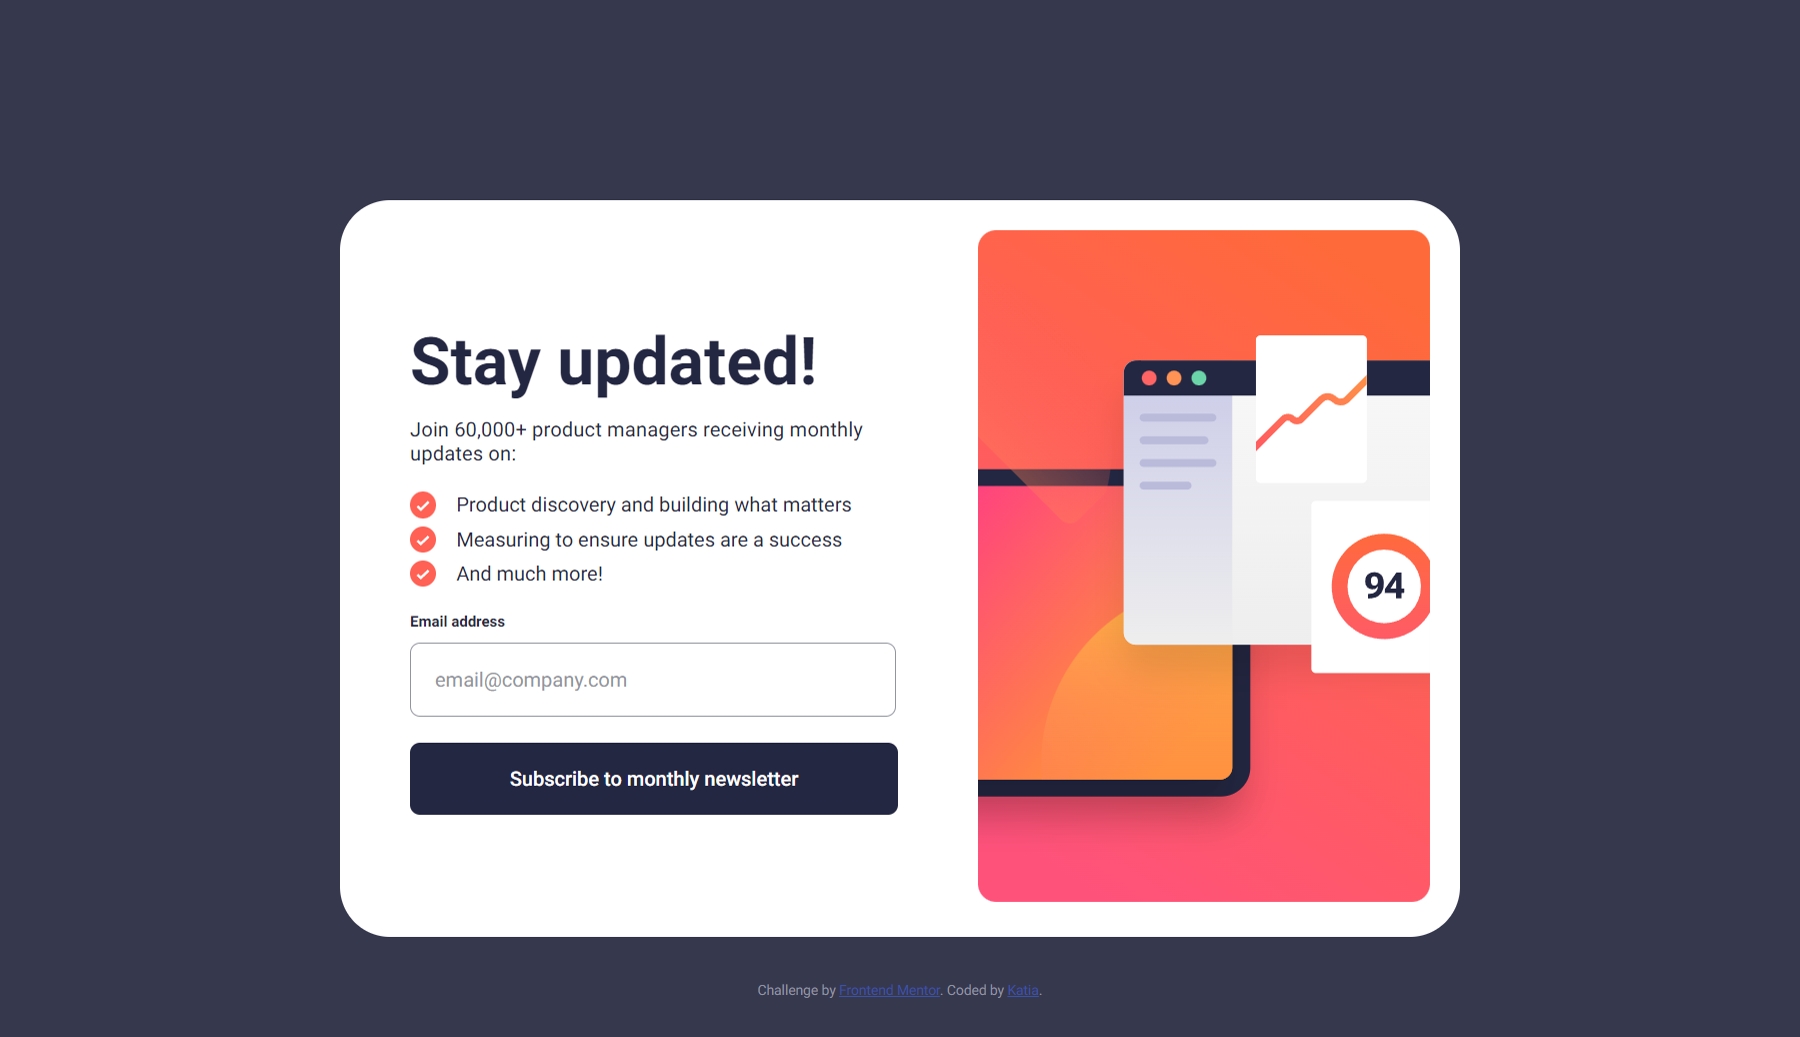 Stay updated!
Join 60,000+ product managers receiving monthly
updates on:
Product discovery and building what matters
Measuring to ensure updates are a success
And much more!
Email address
email@company.com
Subscribe to monthly newsletter
94
Challenge by Frontend Mentor. Coded by Katia.